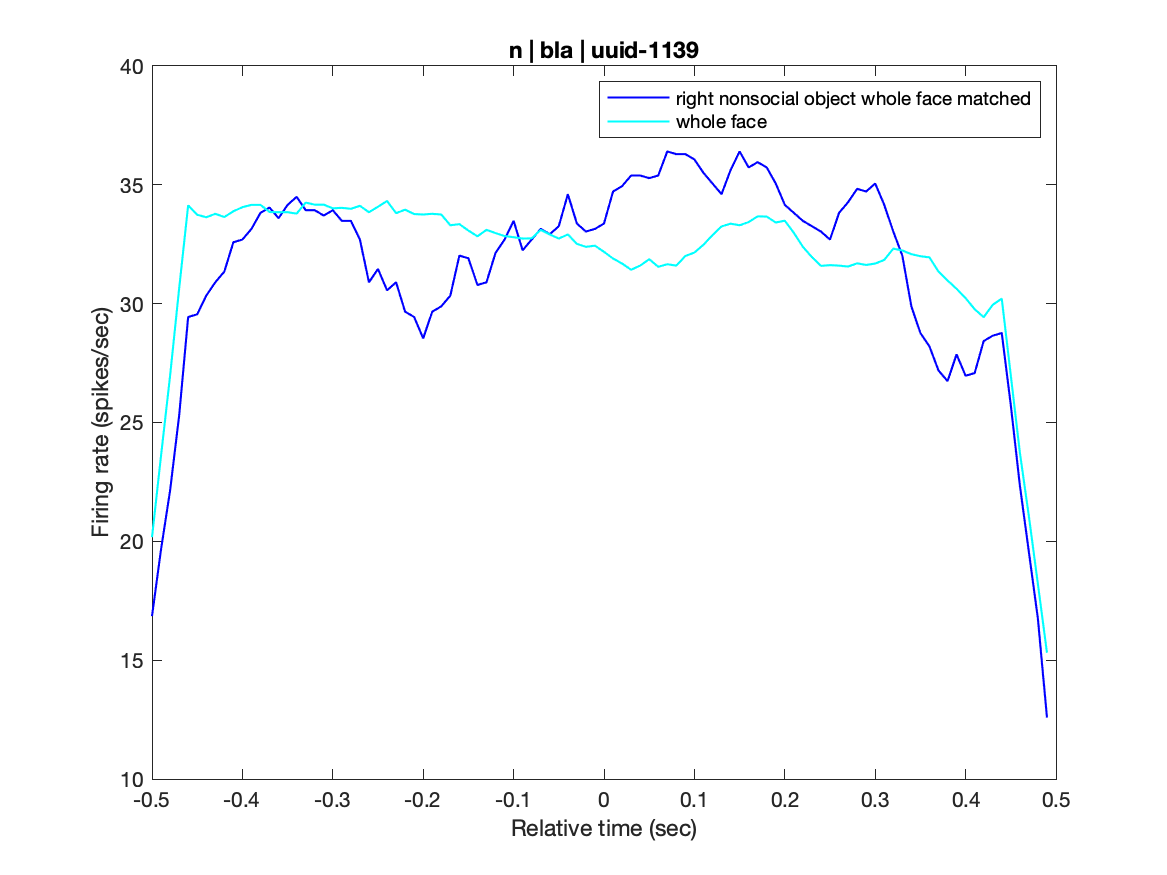 n | bla | uuid-1139
right nonsocial object whole face matched
whole face
Firing rate (spikes/sec)
40
35
30
25
20
15
10
-0.5 -0.4 -0.3 -0.2 -0.1 0 0.1 0.2 0.3 0.4 0.5
Relative time (sec)